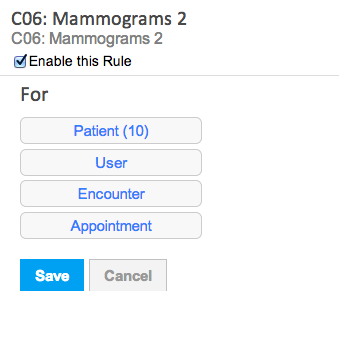 C06: Mammograms 2
C06: Mammograms 2
Enable this Rule
For
Patient (10)
User
Encounter
Appointment
Save Cancel